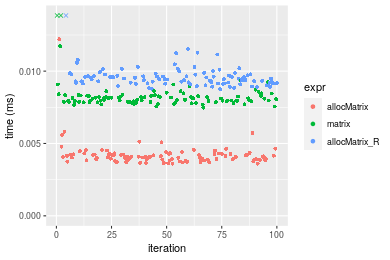 0.010
0.005
0.000
time (ms)
0
25
50
75
100
iteration
expr
allocMatrix
matrix
allocMatrix_R